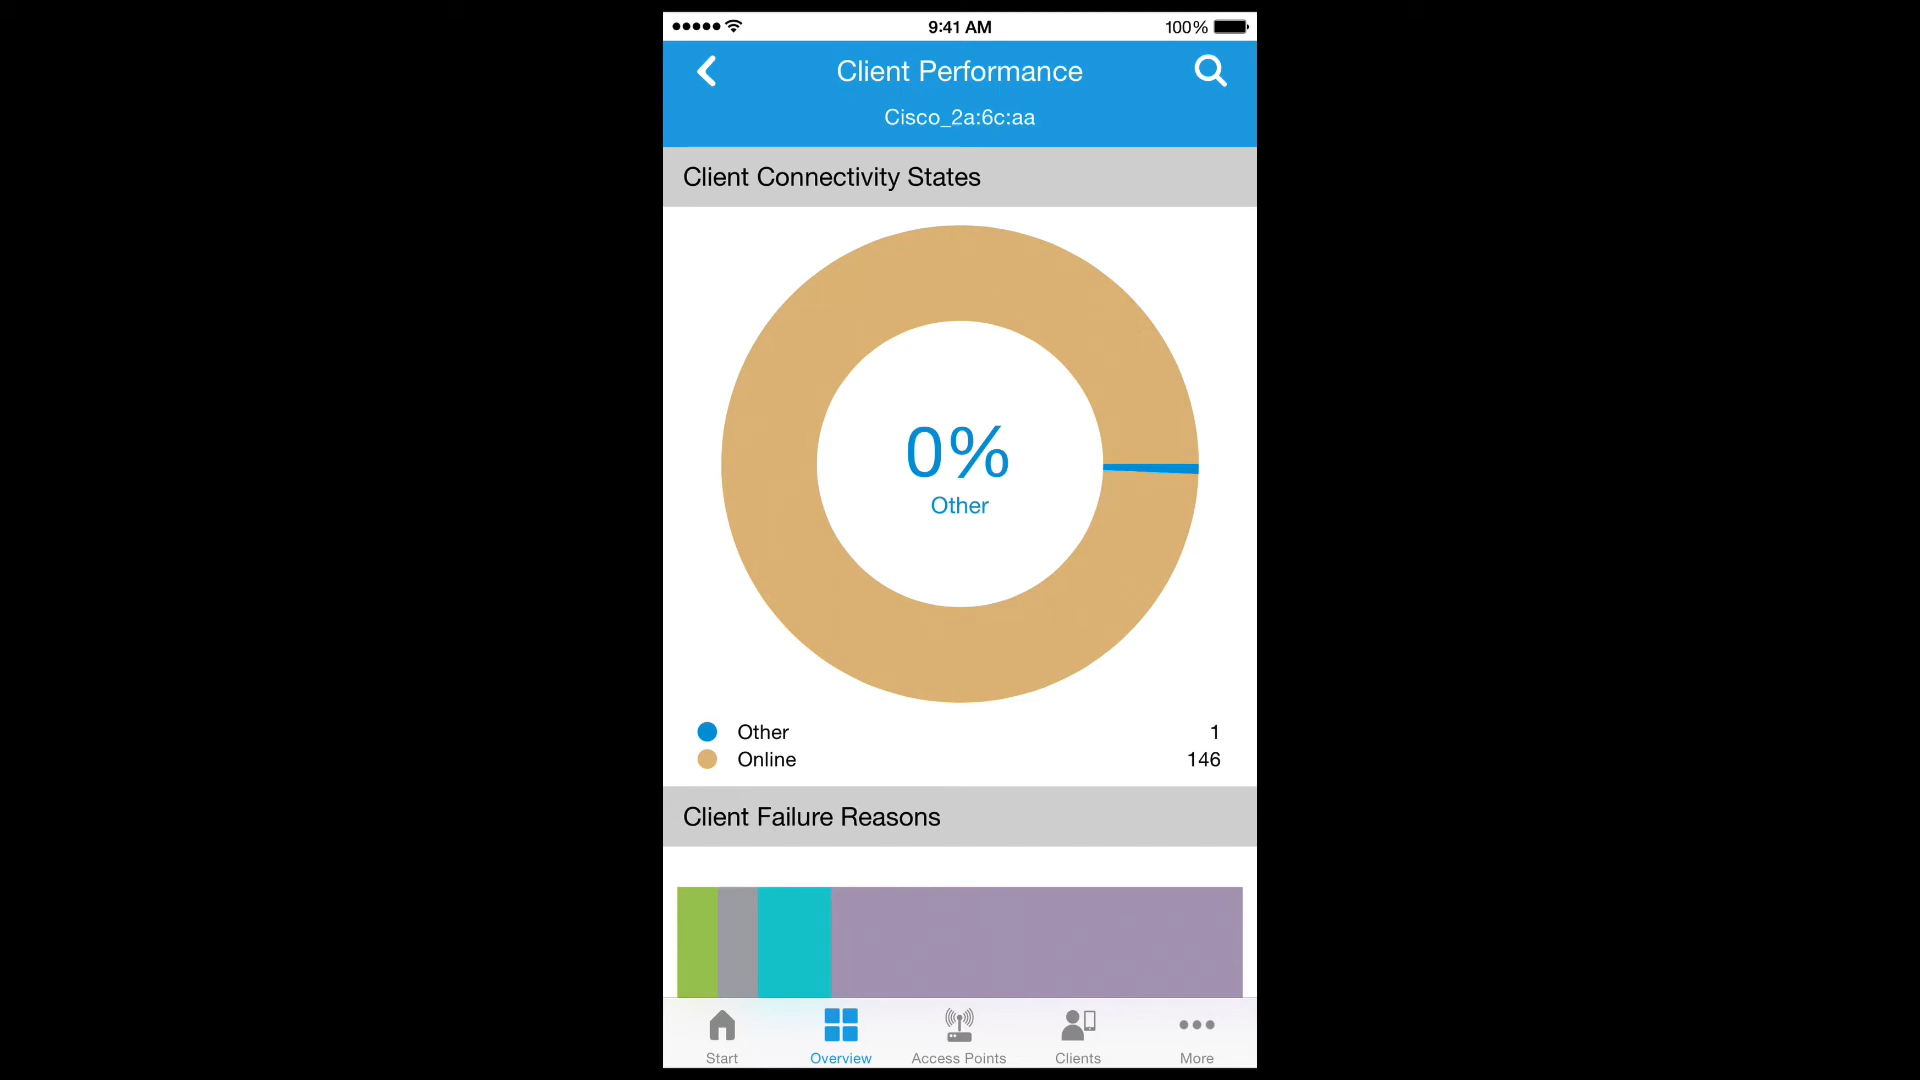 9:41 AM
100%
Client Performance
Cisco_2a:6c:aa
Client Connectivity States
0%
Other
Other 1
Online 146
Client Failure Reasons
Start
Overview
Access Points
Clients
More